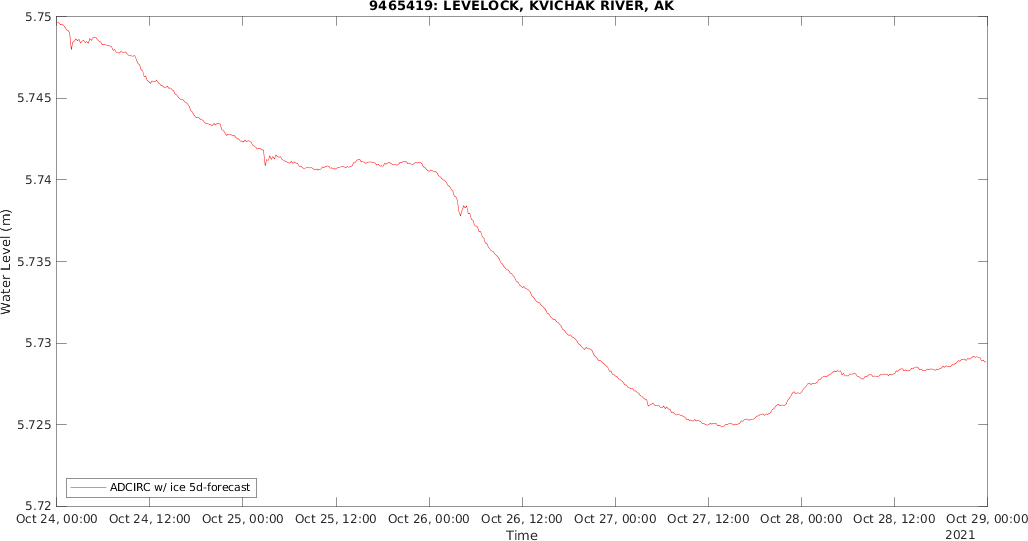 9465419: LEVELOCK, KVICHAK RIVER, AK
5.75
5.745
5.74
5.735
5.73
5.725
5.72
Water Level (m)
ADCIRC w/ ice 5d-forecast
Oct 24, 00:00 Oct 24, 12:00 Oct 25, 00:00 Oct 25, 12:00 Oct 26, 00:00 Oct 26, 12:00 Oct 27, 00:00 Oct 27, 12:00 Oct 28, 00:00 Oct 28, 12:00 Oct 29, 00:00
Time
2021